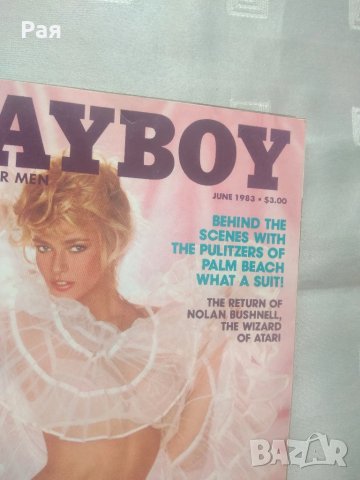 Рая
AYBOY
R MEN
JUNE 1983 • $3.00
BEHIND THE
SCENES WITH
THE PULITZERS OF
PALM BEACH
WHAT A SUIT!
THE RETURN OF
NOLAN BUSHNELL,
THE WIZARD
OF ATARI
BAZAR